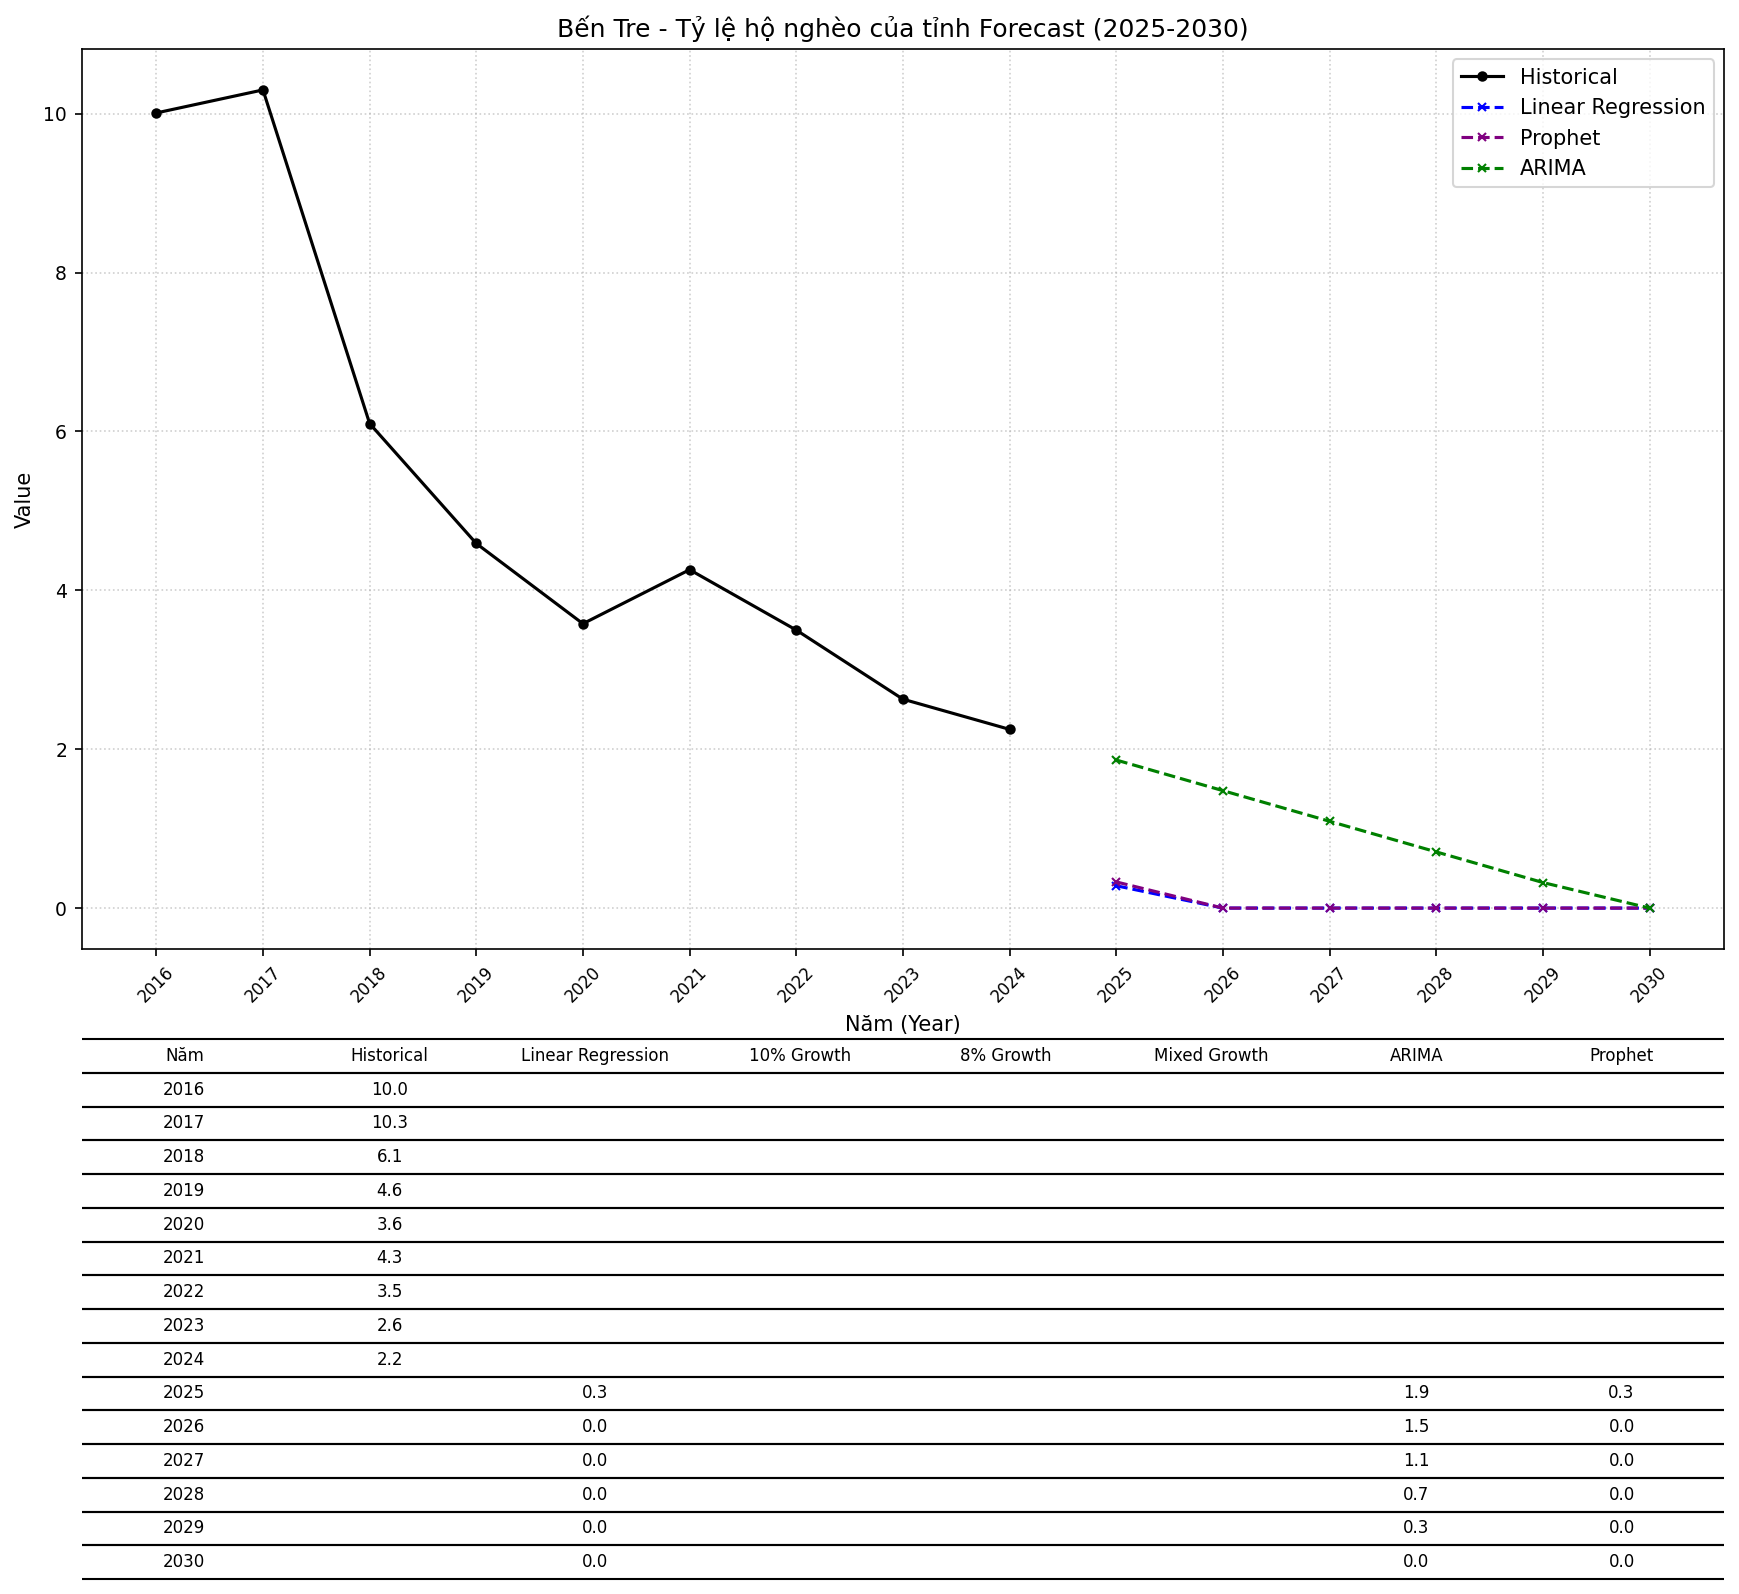 Bến Tre - Tỷ lệ hộ nghèo của tỉnh Forecast (2025-2030)
Historical
Linear Regression
Prophet
ARIMA
10
8
6
4
2
0
Value
2016 2017 2018 2019 2020 2021 2022 2023 2024 2025 2026 2027 2028 2029 2030
Năm (Year)
Năm Historical Linear Regression 10% Growth 8% Growth Mixed Growth ARIMA Prophet
2016 10.0
2017 10.3
2018 6.1
2019 4.6
2020 3.6
2021 4.3
2022 3.5
2023 2.6
2024 2.2
2025 0.3 1.9 0.3
2026 0.0 1.5 0.0
2027 0.0 1.1 0.0
2028 0.0 0.7 0.0
2029 0.0 0.3 0.0
2030 0.0 0.0 0.0